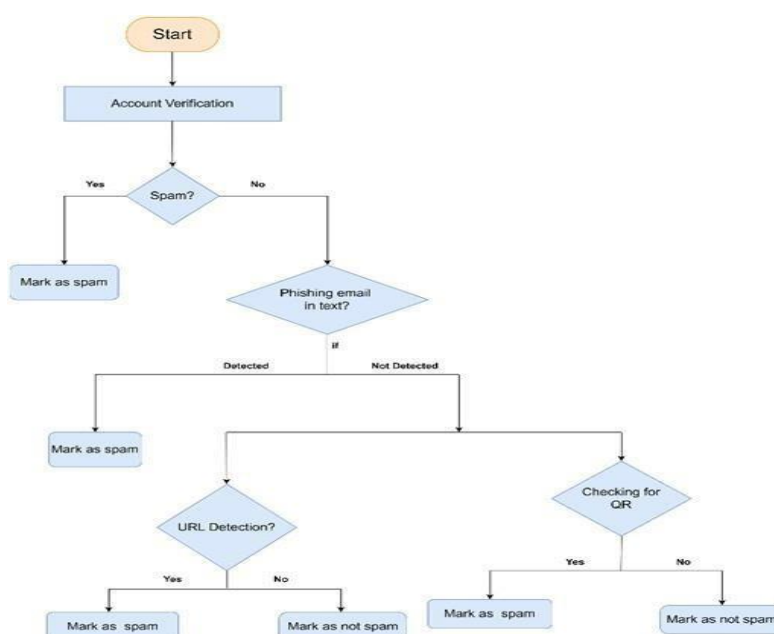 Start
Account Verification
Yes
Spam?
No
Mark as spam
Phishing email
in text?
if
Detected
Not Detected
Mark as spam
Checking for
QR
URL Detection?
Yes
No
Yes
No
Mark as spam
Mark as not spam
Mark as spam
Mark as not spam